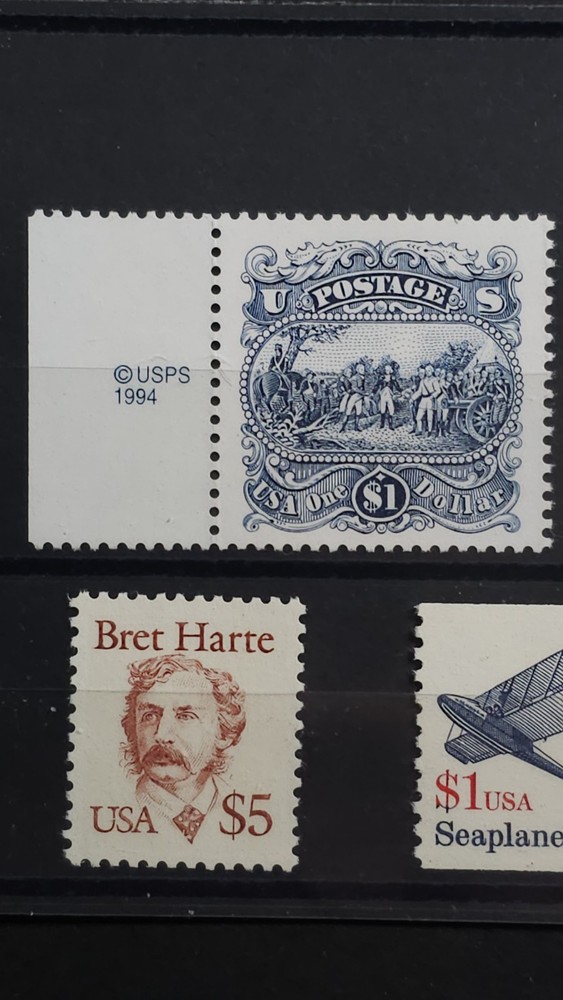 U POSTAGE S
©USPS
1994
USA One $1 Dollar
Bret Harte
USA $5
$1USA
Seaplane